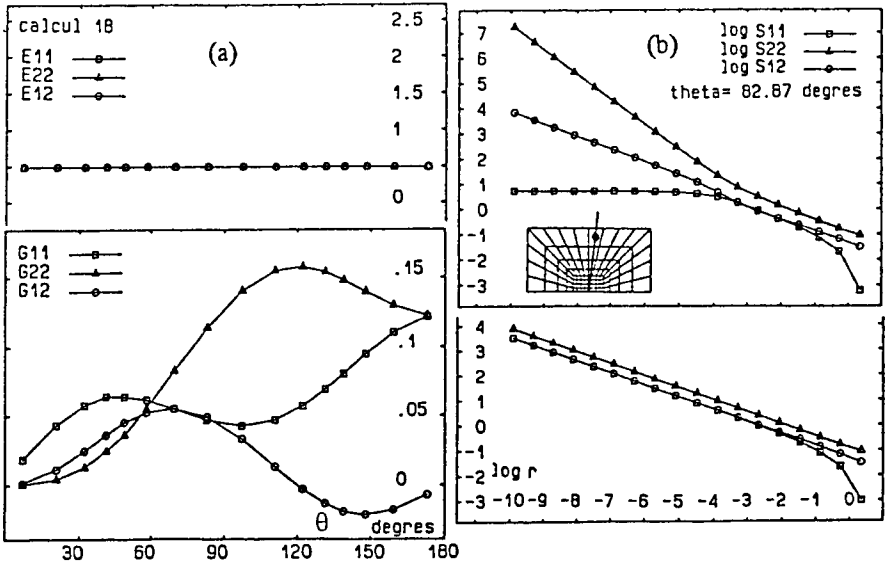 calcul 18
(a)
2.5
E11
2
E22
E12
1.5
1
0
G11
G22
G12
.15
.1
.05
0
θ
degres
30 60 90 120 150 180
(b)
log S11
log S22
log S12
theta= 82.87 degres
7
6
5
4
3
2
1
0
-1
-2
-3
4
3
2
1
0
-1
-2
log r
-3 -10 -9 -8 -7 -6 -5 -4 -3 -2 -1 0